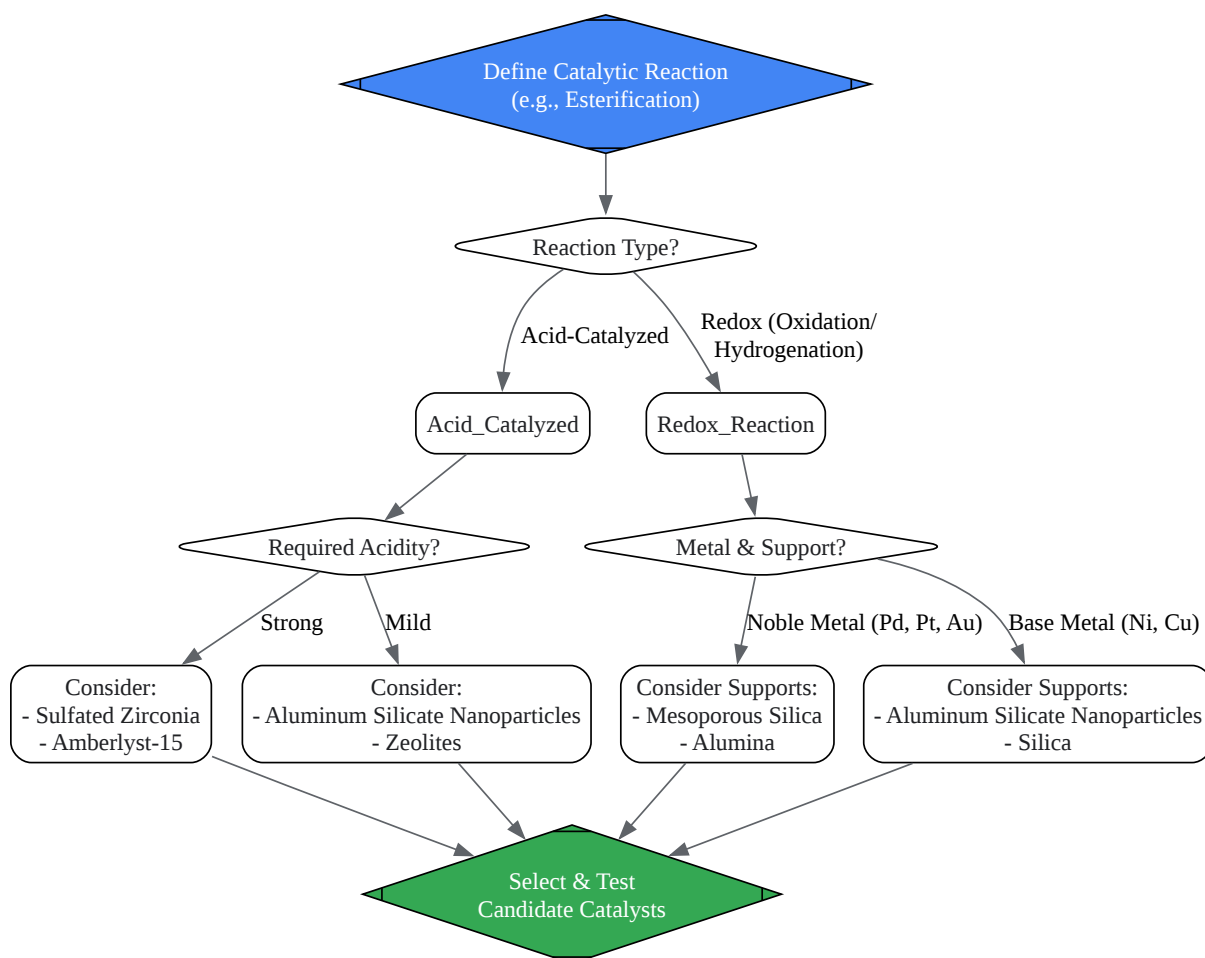 Define Catalytic Reaction
(e.g., Esterification)
Reaction Type?
Acid-Catalyzed
Redox (Oxidation/
Hydrogenation)
Acid_Catalyzed
Redox_Reaction
Required Acidity?
Metal & Support?
Strong
Mild
Noble Metal (Pd, Pt, Au)
Base Metal (Ni, Cu)
Consider:
- Sulfated Zirconia
- Amberlyst-15
Consider:
- Aluminum Silicate Nanoparticles
- Zeolites
Consider Supports:
- Mesoporous Silica
- Alumina
Consider Supports:
- Aluminum Silicate Nanoparticles
- Silica
Select & Test
Candidate Catalysts